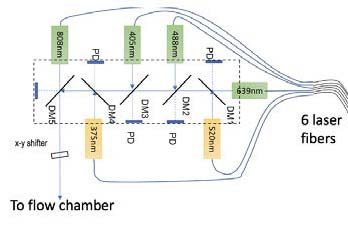 808nm
405nm
488nm
PD
PD
639nm
DM5
DM4
DM3
DM2
DM1
375nm
PD
PD
520nm
x-y shifter
6 laser
fibers
To flow chamber